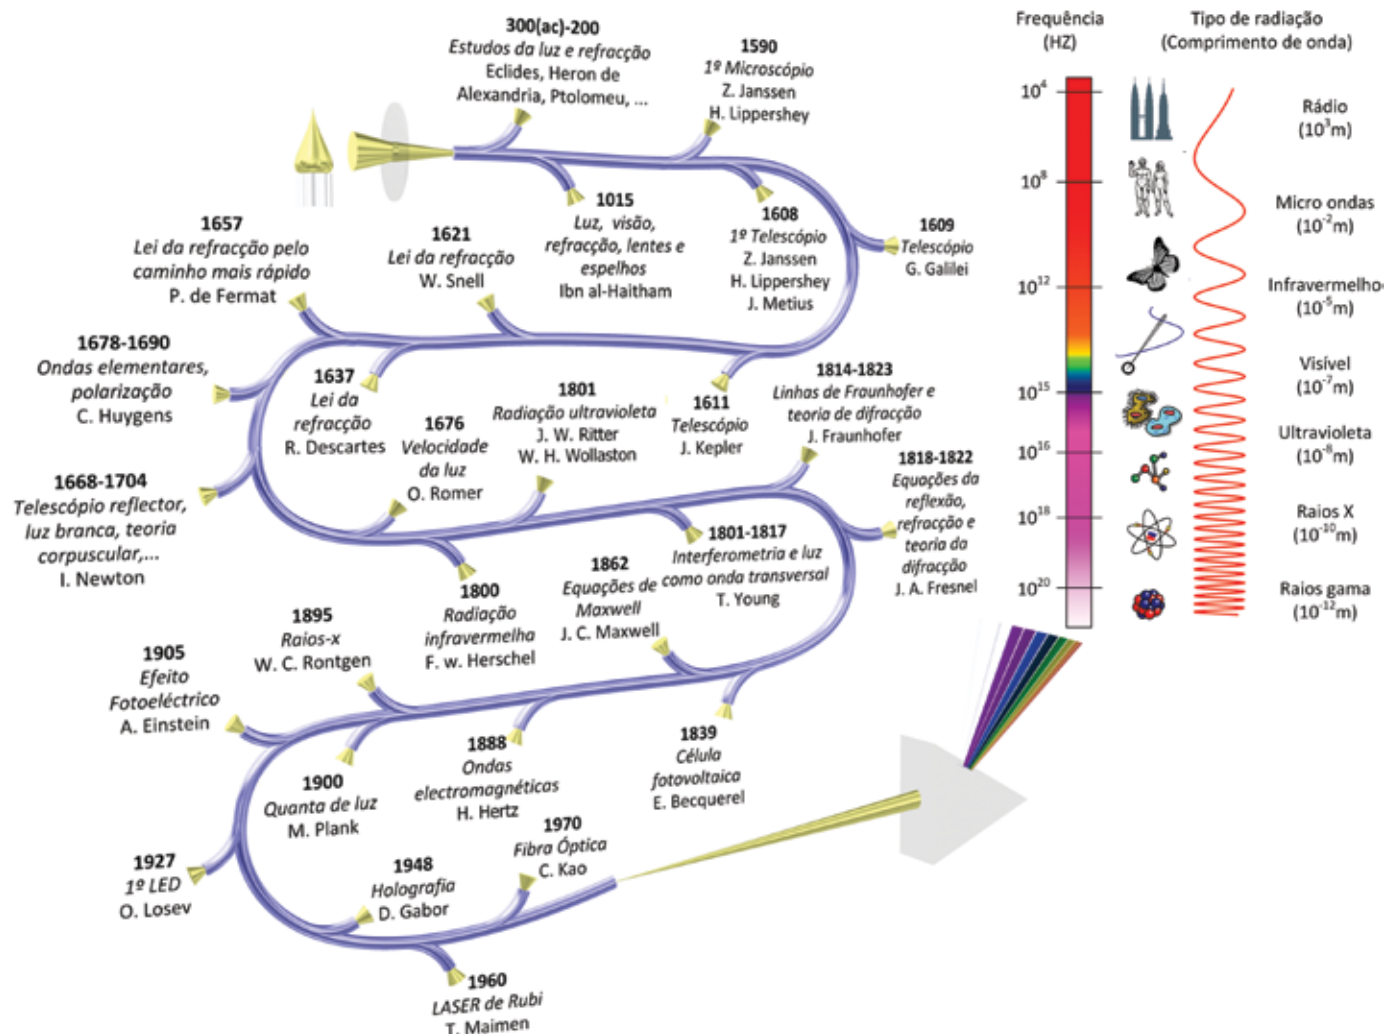 300(ac)-200
Estudos da luz e refracção
Eclides, Heron de
Alexandria, Ptolomeu, ...
1590
1º Microscópio
Z. Janssen
H. Lippershey
1015
Luz, visão,
refracção, lentes e
espelhos
Ibn al-Haitham
1608
1º Telescópio
Z. Janssen
H. Lippershey
J. Metius
1609
Telescópio
G. Galilei
1657
Lei da refracção pelo
caminho mais rápido
P. de Fermat
1621
Lei da refracção
W. Snell
1678-1690
Ondas elementares,
polarização
C. Huygens
1637
Lei da
refracção
R. Descartes
1611
Telescópio
J. Kepler
1668-1704
Telescópio reflector,
luz branca, teoria
corpuscular,...
I. Newton
1676
Velocidade
da luz
O. Romer
1801
Radiação ultravioleta
J. W. Ritter
W. H. Wollaston
1814-1823
Linhas de Fraunhofer e
teoria de difracção
J. Fraunhofer
1818-1822
Equações da
reflexão,
refracção e
teoria da
difracção
J. A. Fresnel
1800
Radiação
infravermelha
F. w. Herschel
1801-1817
Interferometria e luz
como onda transversal
T. Young
1862
Equações de
Maxwell
J. C. Maxwell
1895
Raios-x
W. C. Rontgen
1905
Efeito
Fotoeléctrico
A. Einstein
1900
Quanta de luz
M. Plank
1888
Ondas
electromagnéticas
H. Hertz
1839
Célula
fotovoltaica
E. Becquerel
1927
1º LED
O. Losev
1948
Holografia
D. Gabor
1970
Fibra Óptica
C. Kao
1960
LASER de Rubi
T. Maimen
Frequência
(HZ)
Tipo de radiação
(Comprimento de onda)
10⁴
10⁸
10¹²
10¹⁵
10¹⁶
10¹⁸
10²⁰
Rádio
(10³m)
Micro ondas
(10⁻²m)
Infravermelho
(10⁻⁵m)
Visível
(10⁻⁷m)
Ultravioleta
(10⁻⁸m)
Raios X
(10⁻¹⁰m)
Raios gama
(10⁻¹²m)